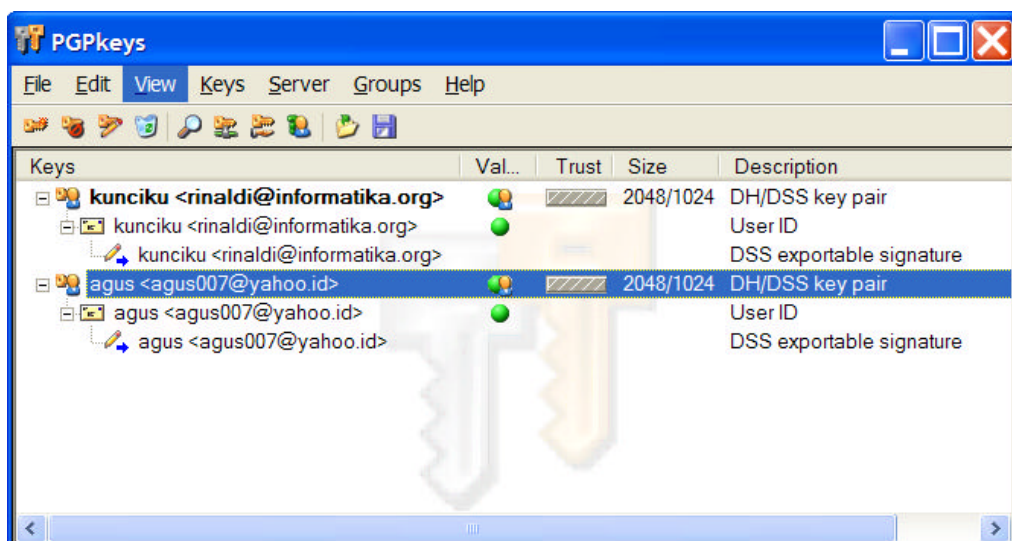 PGPkeys
File Edit View Keys Server Groups Help
Keys Val... Trust Size Description
kunciku <rinaldi@informatika.org> 2048/1024 DH/DSS key pair
kunciku <rinaldi@informatika.org> User ID
kunciku <rinaldi@informatika.org> DSS exportable signature
agus <agus007@yahoo.id> 2048/1024 DH/DSS key pair
agus <agus007@yahoo.id> User ID
agus <agus007@yahoo.id> DSS exportable signature